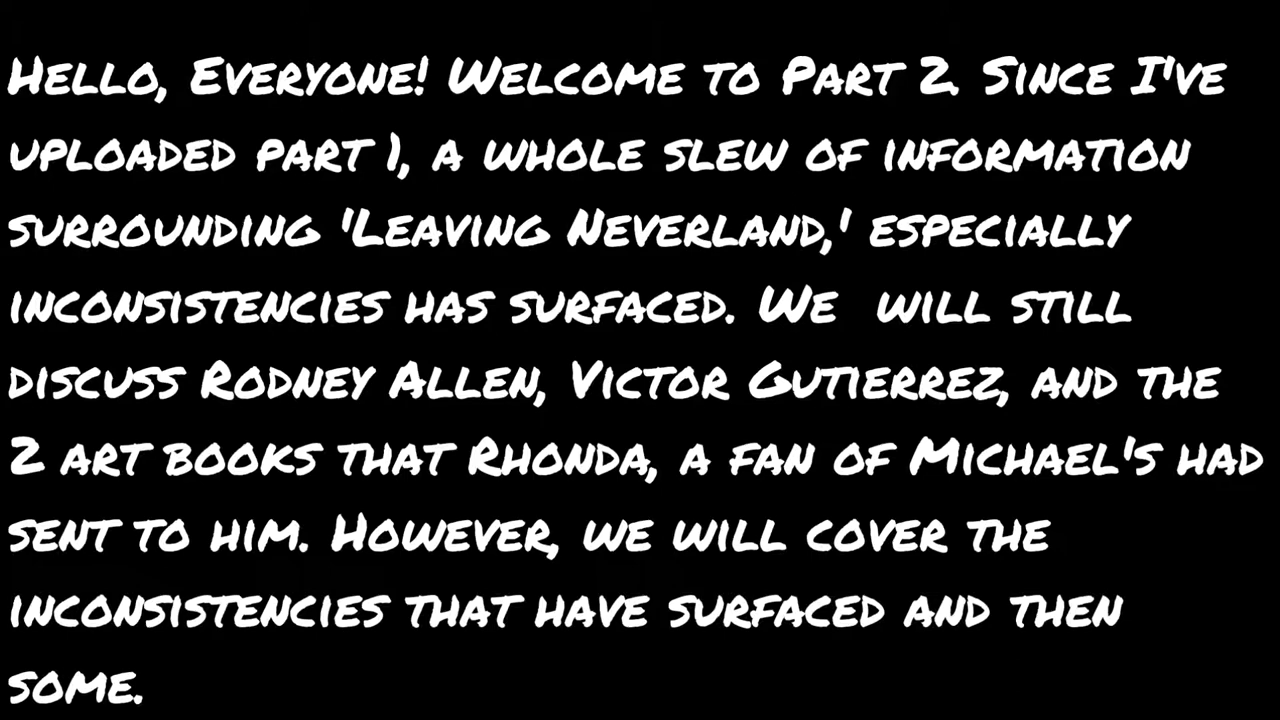 Hello, Everyone! Welcome to Part 2. Since I've
uploaded part 1, a whole slew of information
surrounding 'Leaving Neverland,' especially
inconsistencies has surfaced. We will still
discuss Rodney Allen, Victor Gutierrez, and the
2 art books that Rhonda, a fan of Michael's had
sent to him. However, we will cover the
inconsistencies that have surfaced and then
some.